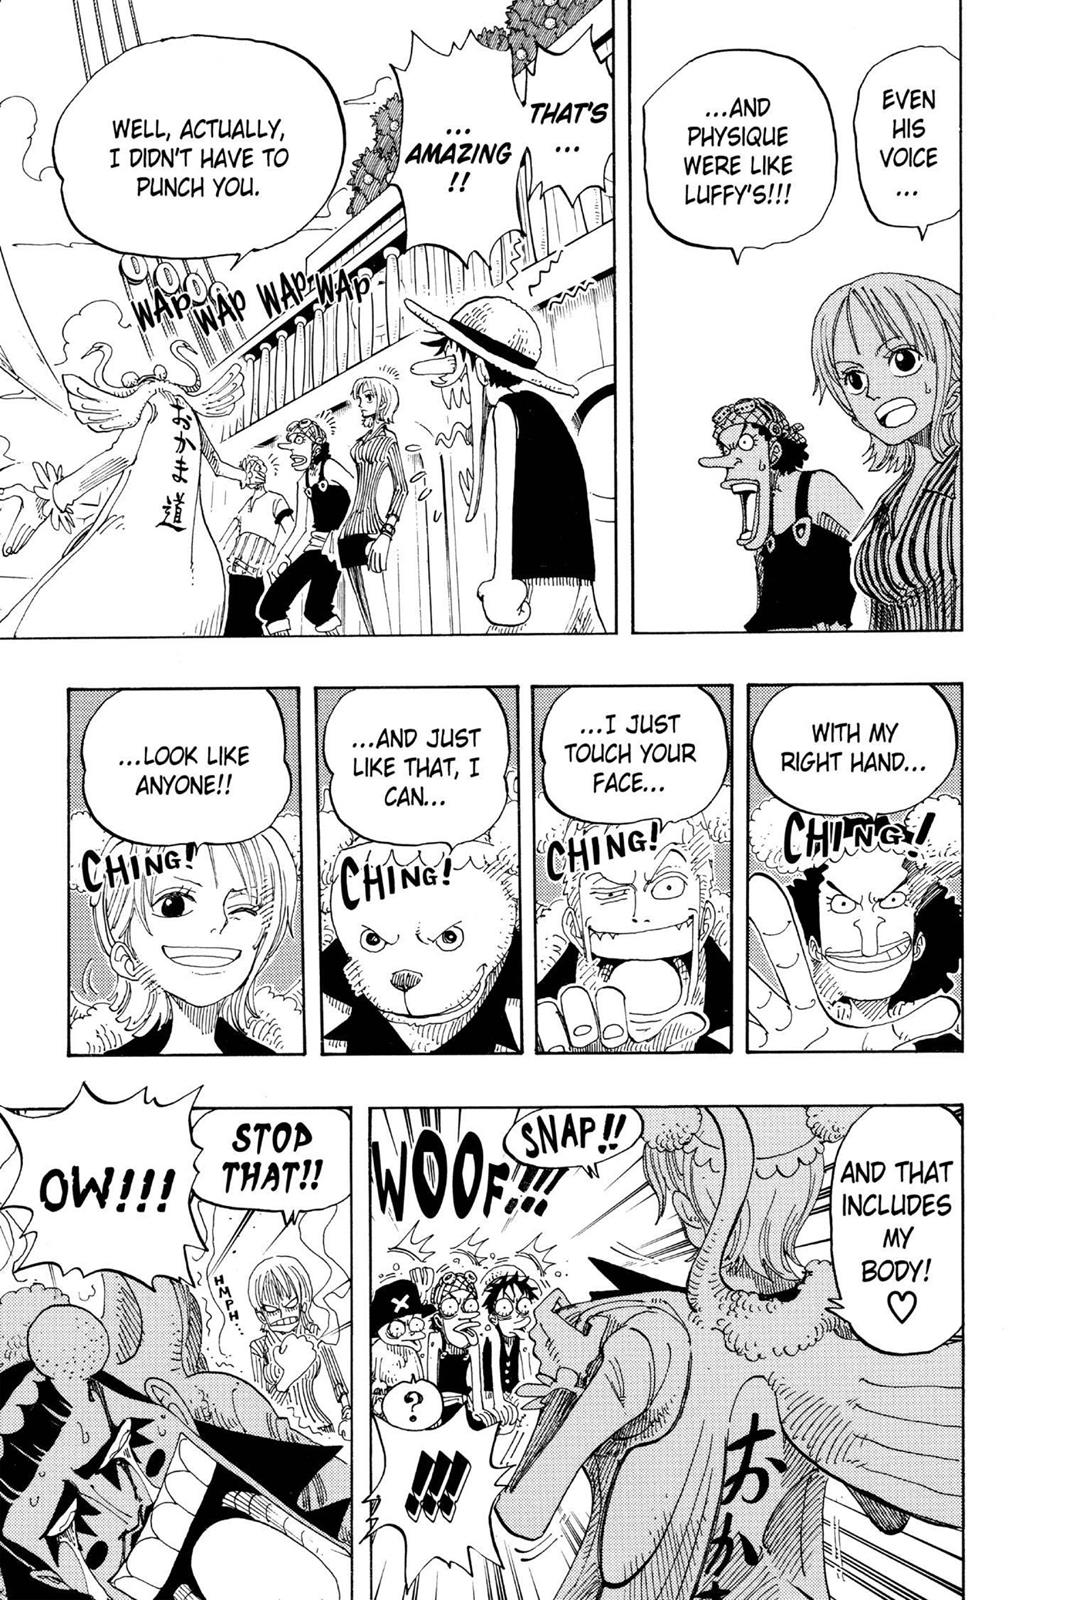 EVEN
HIS
VOICE
...
...AND
PHYSIQUE
WERE LIKE
LUFFY'S!!!
THAT'S
...
...
AMAZING
!!
WELL, ACTUALLY,
I DIDN'T HAVE TO
PUNCH YOU.
WAP WAP WAP WAP
おかま道
WITH MY
RIGHT HAND...
CHING!
...I JUST
TOUCH YOUR
FACE...
CHING!
...AND JUST
LIKE THAT, I
CAN...
CHING!
...LOOK LIKE
ANYONE!!
CHING!
AND THAT
INCLUDES
MY
BODY!
♡
SNAP!!
WOOF!!!
?
!!!
おかま
STOP
THAT!!
HMPH...
OW!!!